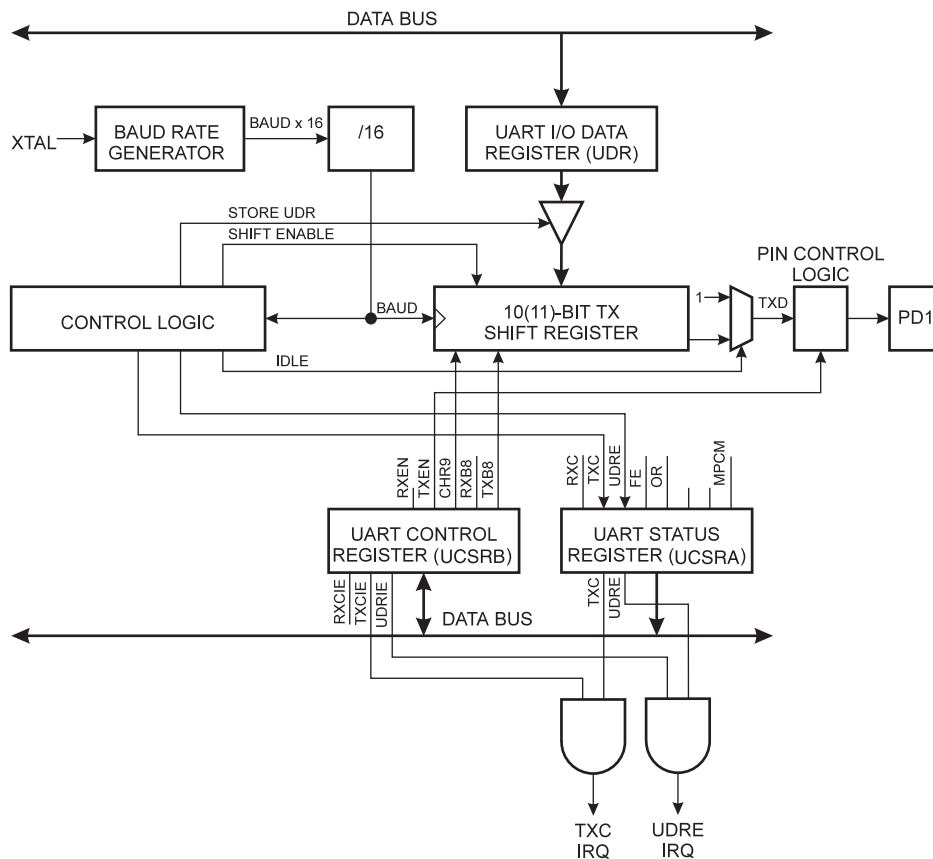 DATA BUS
XTAL
BAUD RATE
GENERATOR
BAUD x 16
/16
UART I/O DATA
REGISTER (UDR)
STORE UDR
SHIFT ENABLE
PIN CONTROL
LOGIC
CONTROL LOGIC
BAUD
10(11)-BIT TX
SHIFT REGISTER
1
TXD
PD1
IDLE
RXEN
TXEN
CHR9
RXB8
TXB8
RXC
TXC
UDRE
FE
OR
MPCM
UART CONTROL
REGISTER (UCSRB)
UART STATUS
REGISTER (UCSRA)
RXCIE
TXCIE
UDRIE
TXC
UDRE
DATA BUS
TXC
IRQ
UDRE
IRQ